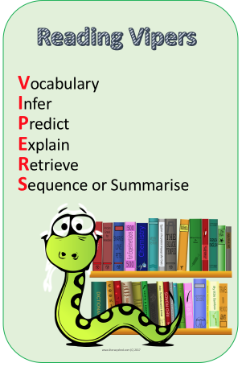 Reading Vipers
Vocabulary
Infer
Predict
Explain
Retrieve
Sequence or Summarise